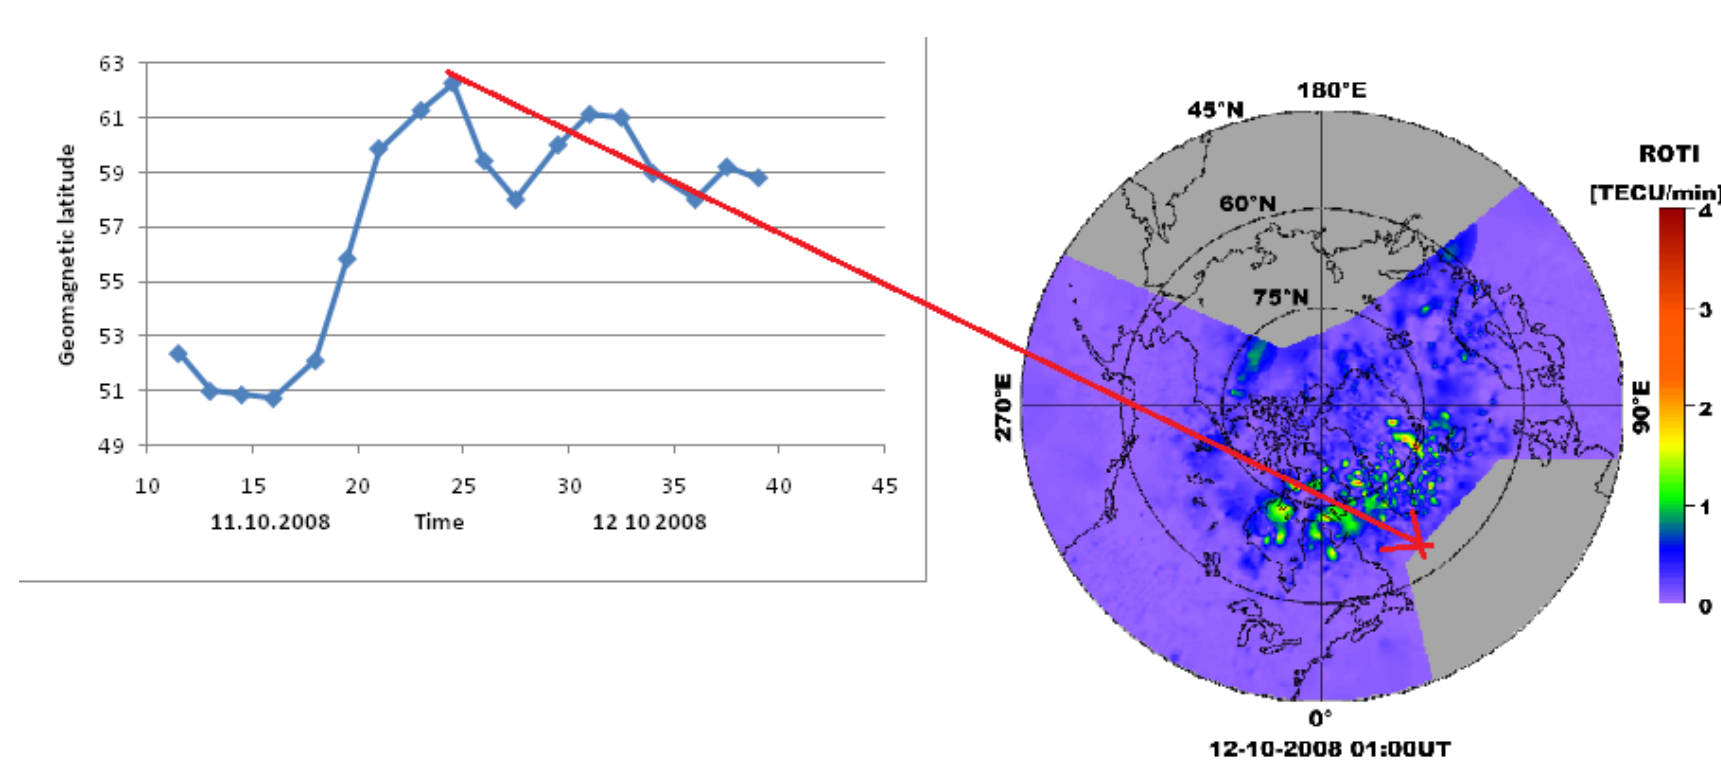 63
61
59
57
55
53
51
49
Geomagnetic latitude
10 15 20 25 30 35 40 45
11.10.2008 Time 12 10 2008
180°E
45°N
60°N
75°N
270°E
90°E
0°
12-10-2008 01:00UT
ROTI
[TECU/min]
4
3
2
1
0